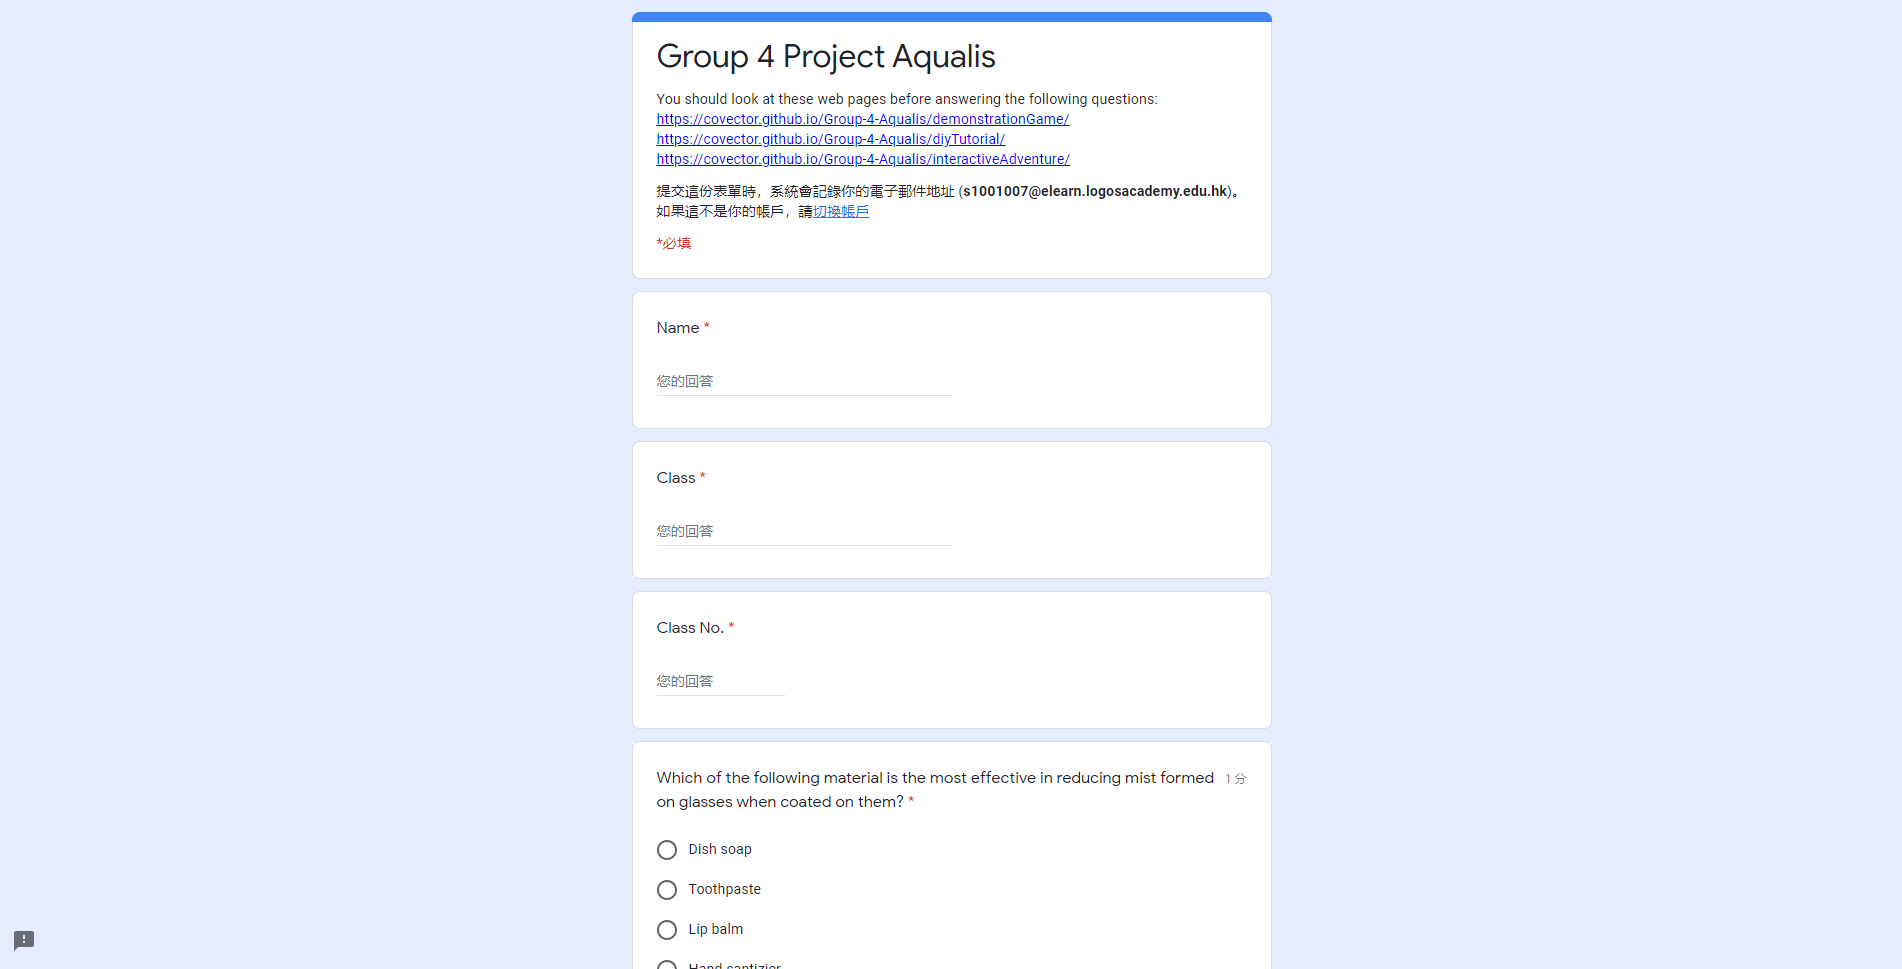 Group 4 Project Aqualis
You should look at these web pages before answering the following questions:
https://covector.github.io/Group-4-Aqualis/demonstrationGame/
https://covector.github.io/Group-4-Aqualis/diyTutorial/
https://covector.github.io/Group-4-Aqualis/interactiveAdventure/
提交這份表單時，系統會記錄你的電子郵件地址 (s1001007@elearn.logosacademy.edu.hk)。
如果這不是你的帳戶，請切換帳戶
*必填
Name *
您的回答
Class *
您的回答
Class No. *
您的回答
Which of the following material is the most effective in reducing mist formed 1 分
on glasses when coated on them? *
Dish soap
Toothpaste
Lip balm
Hand santizier